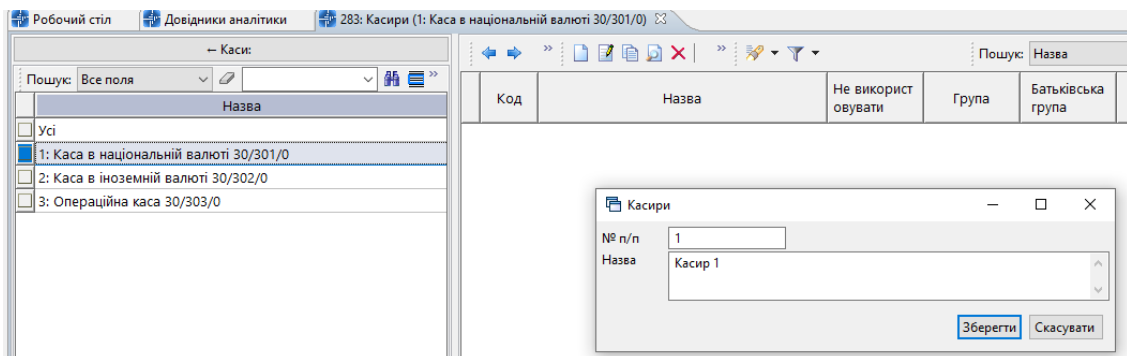 Робочий стіл
Довідники аналітики
283: Касири (1: Каса в національній валюті 30/301/0)
← Каси:
Пошук: Все поля
Назва
Усі
1: Каса в національній валюті 30/301/0
2: Каса в іноземній валюті 30/302/0
3: Операційна каса 30/303/0
Пошук: Назва
Код
Назва
Не використ
овувати
Група
Батьківська
група
Касири
№ п/п
1
Назва
Касир 1
Зберегти
Скасувати